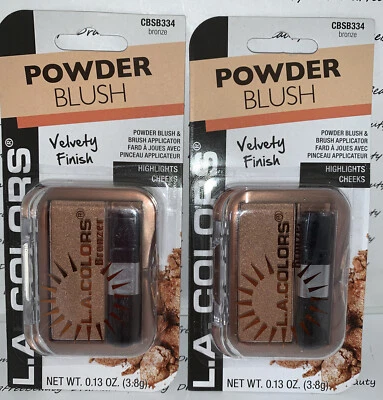 CBSB334
bronze
POWDER
BLUSH
Velvety
Finish
POWDER BLUSH &
BRUSH APPLICATOR
FARD À JOUES AVEC
PINCEAU APPLICATEUR
HIGHLIGHTS
CHEEKS
L.A. COLORS®
L.A.COLORS®
Bronzer
NET WT. 0.13 OZ. (3.8g)
CBSB334
bronze
POWDER
BLUSH
Velvety
Finish
POWDER BLUSH &
BRUSH APPLICATOR
FARD À JOUES AVEC
PINCEAU APPLICATEUR
HIGHLIGHTS
CHEEKS
L.A. COLORS®
L.A.COLORS®
NET WT. 0.13 OZ. (3.8g)